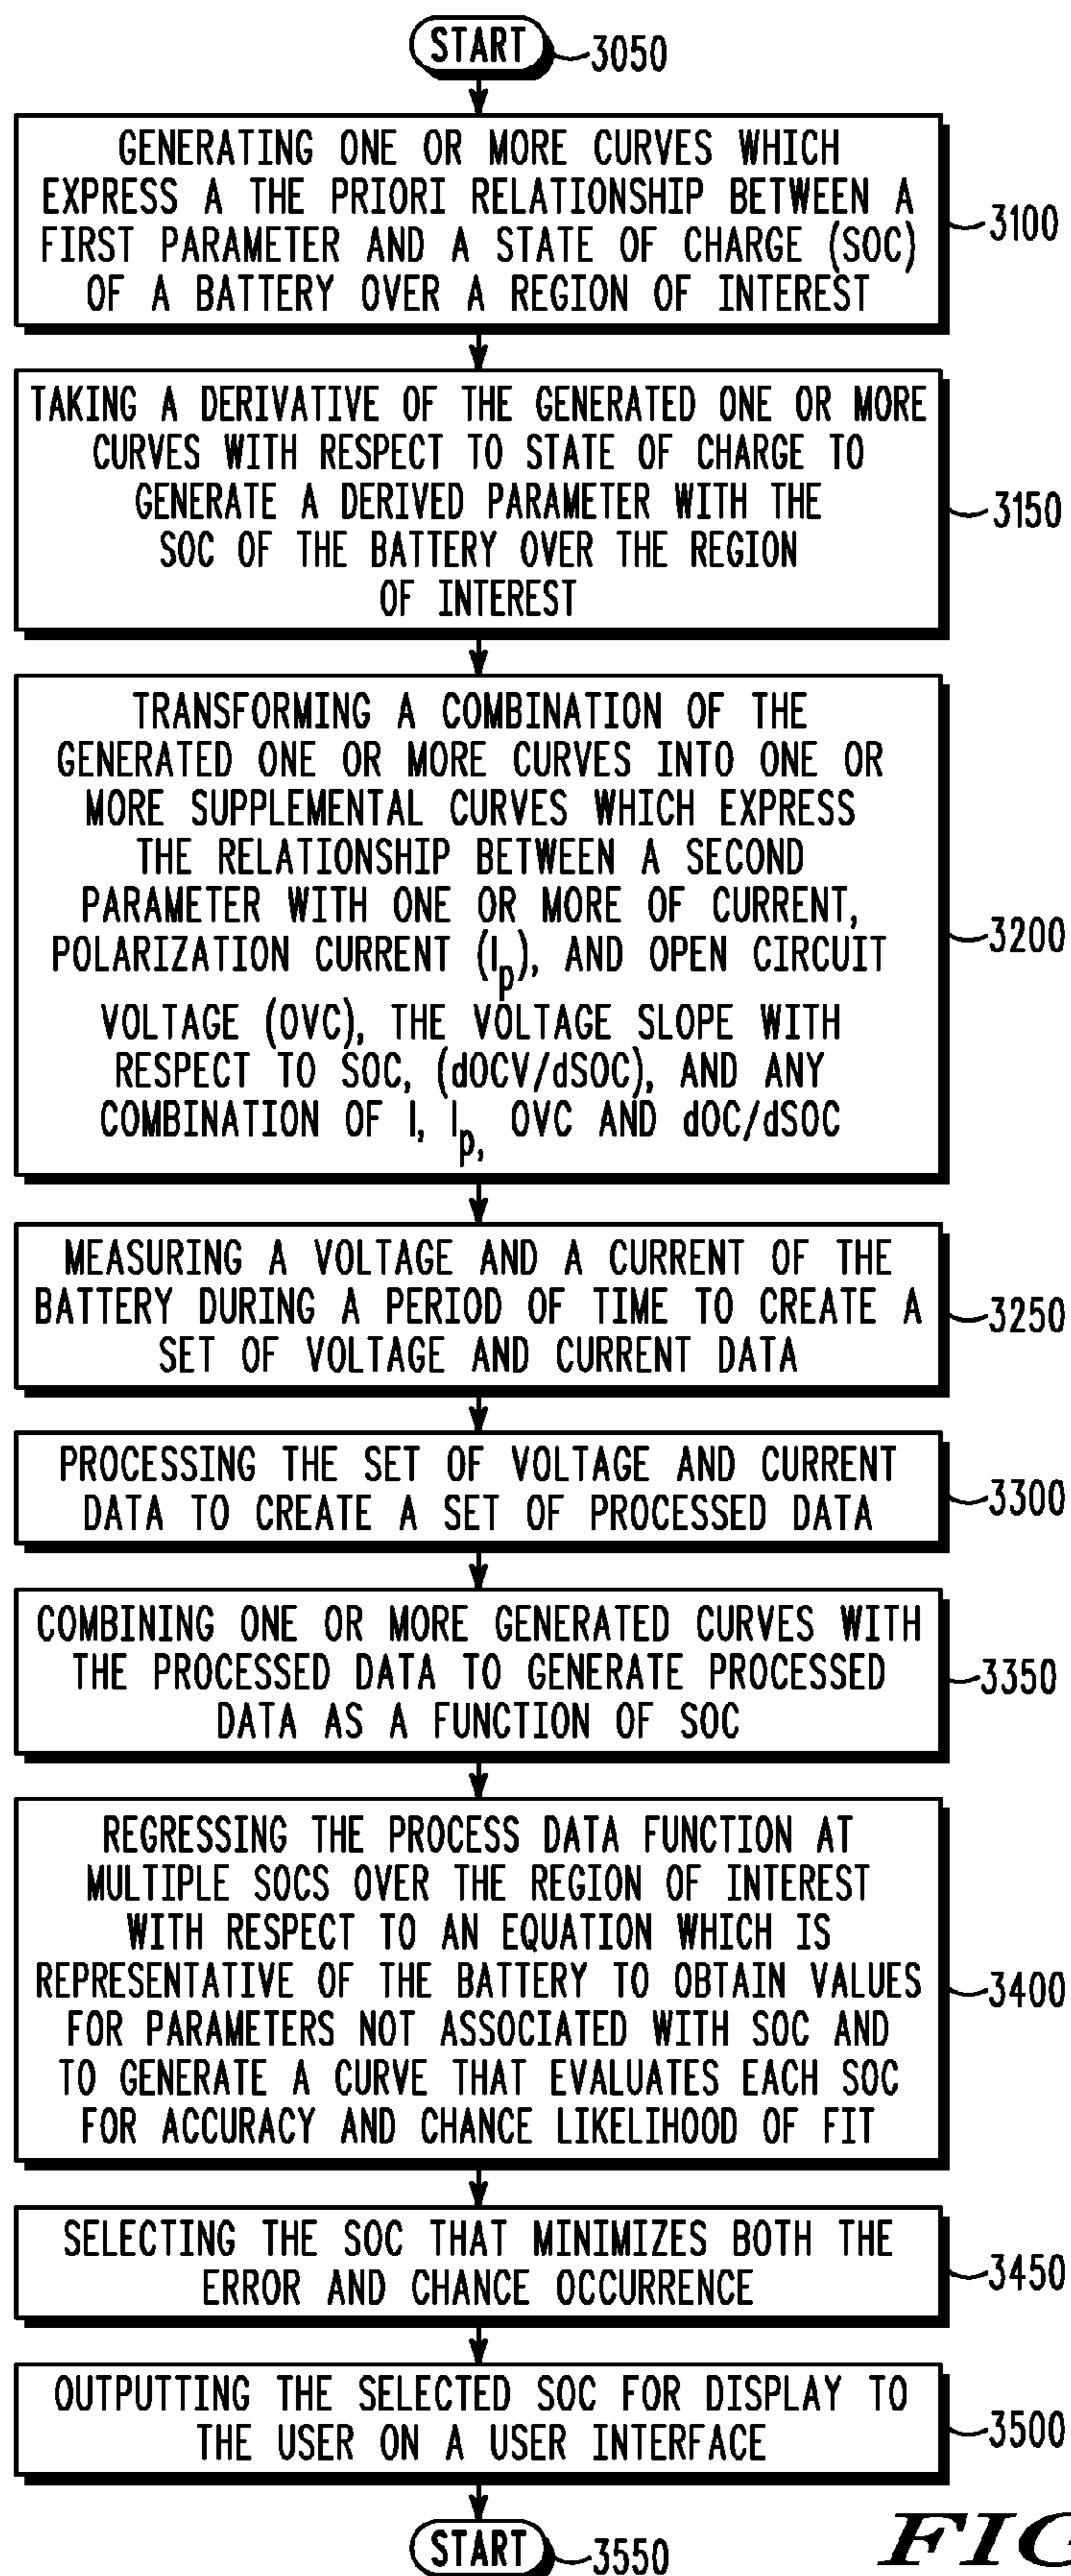 START
3050
GENERATING ONE OR MORE CURVES WHICH
EXPRESS A THE PRIORI RELATIONSHIP BETWEEN A
FIRST PARAMETER AND A STATE OF CHARGE (SOC)
OF A BATTERY OVER A REGION OF INTEREST
3100
TAKING A DERIVATIVE OF THE GENERATED ONE OR MORE
CURVES WITH RESPECT TO STATE OF CHARGE TO
GENERATE A DERIVED PARAMETER WITH THE
SOC OF THE BATTERY OVER THE REGION
OF INTEREST
3150
TRANSFORMING A COMBINATION OF THE
GENERATED ONE OR MORE CURVES INTO ONE OR
MORE SUPPLEMENTAL CURVES WHICH EXPRESS
THE RELATIONSHIP BETWEEN A SECOND
PARAMETER WITH ONE OR MORE OF CURRENT,
POLARIZATION CURRENT (Ip), AND OPEN CIRCUIT
VOLTAGE (OVC), THE VOLTAGE SLOPE WITH
RESPECT TO SOC, (dOCV/dSOC), AND ANY
COMBINATION OF I, Ip, OVC AND dOC/dSOC
3200
MEASURING A VOLTAGE AND A CURRENT OF THE
BATTERY DURING A PERIOD OF TIME TO CREATE A
SET OF VOLTAGE AND CURRENT DATA
3250
PROCESSING THE SET OF VOLTAGE AND CURRENT
DATA TO CREATE A SET OF PROCESSED DATA
3300
COMBINING ONE OR MORE GENERATED CURVES WITH
THE PROCESSED DATA TO GENERATE PROCESSED
DATA AS A FUNCTION OF SOC
3350
REGRESSING THE PROCESS DATA FUNCTION AT
MULTIPLE SOCS OVER THE REGION OF INTEREST
WITH RESPECT TO AN EQUATION WHICH IS
REPRESENTATIVE OF THE BATTERY TO OBTAIN VALUES
FOR PARAMETERS NOT ASSOCIATED WITH SOC AND
TO GENERATE A CURVE THAT EVALUATES EACH SOC
FOR ACCURACY AND CHANCE LIKELIHOOD OF FIT
3400
SELECTING THE SOC THAT MINIMIZES BOTH THE
ERROR AND CHANCE OCCURRENCE
3450
OUTPUTTING THE SELECTED SOC FOR DISPLAY TO
THE USER ON A USER INTERFACE
3500
START
3550